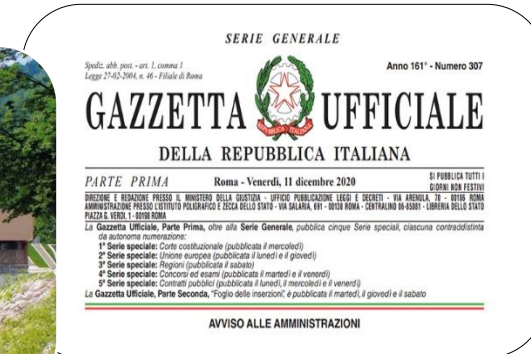 SERIE GENERALE
Spediz. abb. post. - art. 1, comma 1
Legge 27-02-2004, n. 46 - Filiale di Roma
Anno 161° - Numero 307
GAZZETTA UFFICIALE
DELLA REPUBBLICA ITALIANA
PARTE PRIMA
Roma - Venerdì, 11 dicembre 2020
SI PUBBLICA TUTTI I
GIORNI NON FESTIVI
DIREZIONE E REDAZIONE PRESSO IL MINISTERO DELLA GIUSTIZIA - UFFICIO PUBBLICAZIONE LEGGI E DECRETI - VIA ARENULA, 70 - 00186 ROMA
AMMINISTRAZIONE PRESSO L'ISTITUTO POLIGRAFICO E ZECCA DELLO STATO - VIA SALARIA, 691 - 00138 ROMA - CENTRALINO 06-85081 - LIBRERIA DELLO STATO
PIAZZA G. VERDI, 1 - 00198 ROMA
La Gazzetta Ufficiale, Parte Prima, oltre alla Serie Generale, pubblica cinque Serie speciali, ciascuna contraddistinta
da autonoma numerazione:
1ª Serie speciale: Corte costituzionale (pubblicata il mercoledì)
2ª Serie speciale: Unione europea (pubblicata il lunedì e il giovedì)
3ª Serie speciale: Regioni (pubblicata il sabato)
4ª Serie speciale: Concorsi ed esami (pubblicata il martedì e il venerdì)
5ª Serie speciale: Contratti pubblici (pubblicata il lunedì, il mercoledì e il venerdì)
La Gazzetta Ufficiale, Parte Seconda, "Foglio delle inserzioni", è pubblicata il martedì, il giovedì e il sabato
AVVISO ALLE AMMINISTRAZIONI